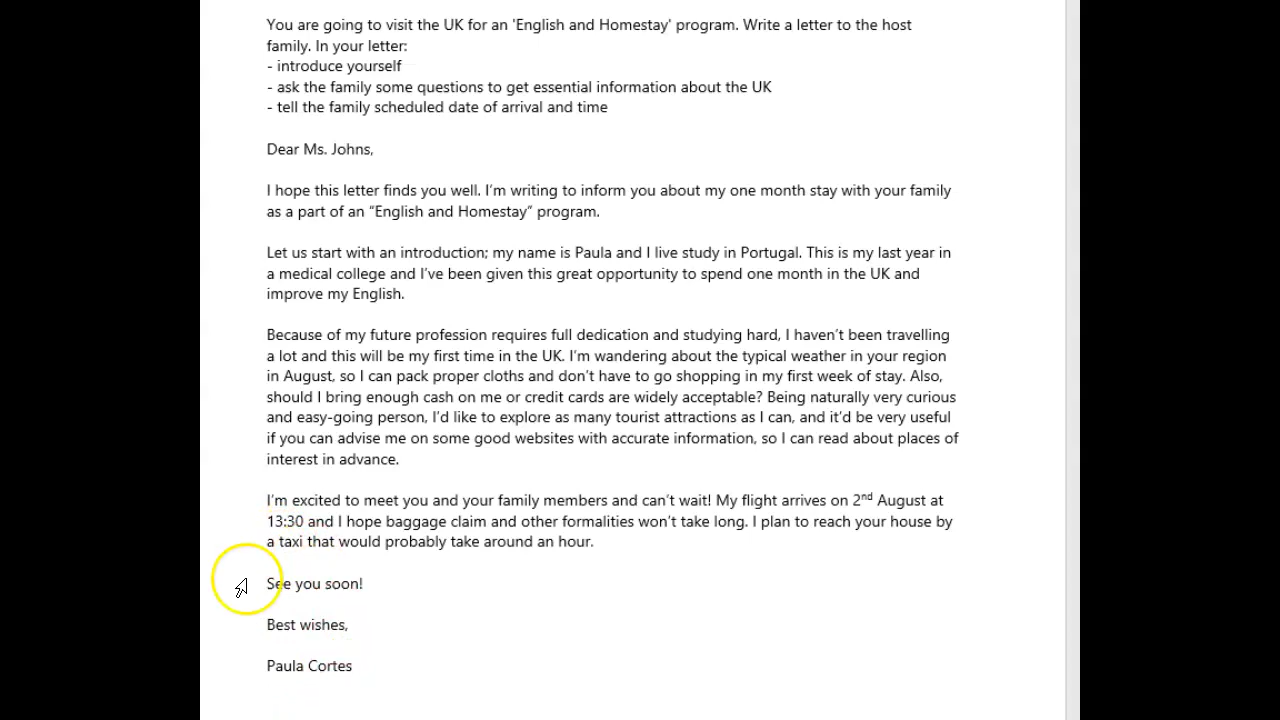 You are going to visit the UK for an 'English and Homestay' program. Write a letter to the host
family. In your letter:
- introduce yourself
- ask the family some questions to get essential information about the UK
- tell the family scheduled date of arrival and time
Dear Ms. Johns,
I hope this letter finds you well. I’m writing to inform you about my one month stay with your family
as a part of an “English and Homestay” program.
Let us start with an introduction; my name is Paula and I live study in Portugal. This is my last year in
a medical college and I’ve been given this great opportunity to spend one month in the UK and
improve my English.
Because of my future profession requires full dedication and studying hard, I haven’t been travelling
a lot and this will be my first time in the UK. I’m wandering about the typical weather in your region
in August, so I can pack proper cloths and don’t have to go shopping in my first week of stay. Also,
should I bring enough cash on me or credit cards are widely acceptable? Being naturally very curious
and easy-going person, I’d like to explore as many tourist attractions as I can, and it’d be very useful
if you can advise me on some good websites with accurate information, so I can read about places of
interest in advance.
I’m excited to meet you and your family members and can’t wait! My flight arrives on 2nd August at
13:30 and I hope baggage claim and other formalities won’t take long. I plan to reach your house by
a taxi that would probably take around an hour.
See you soon!
Best wishes,
Paula Cortes